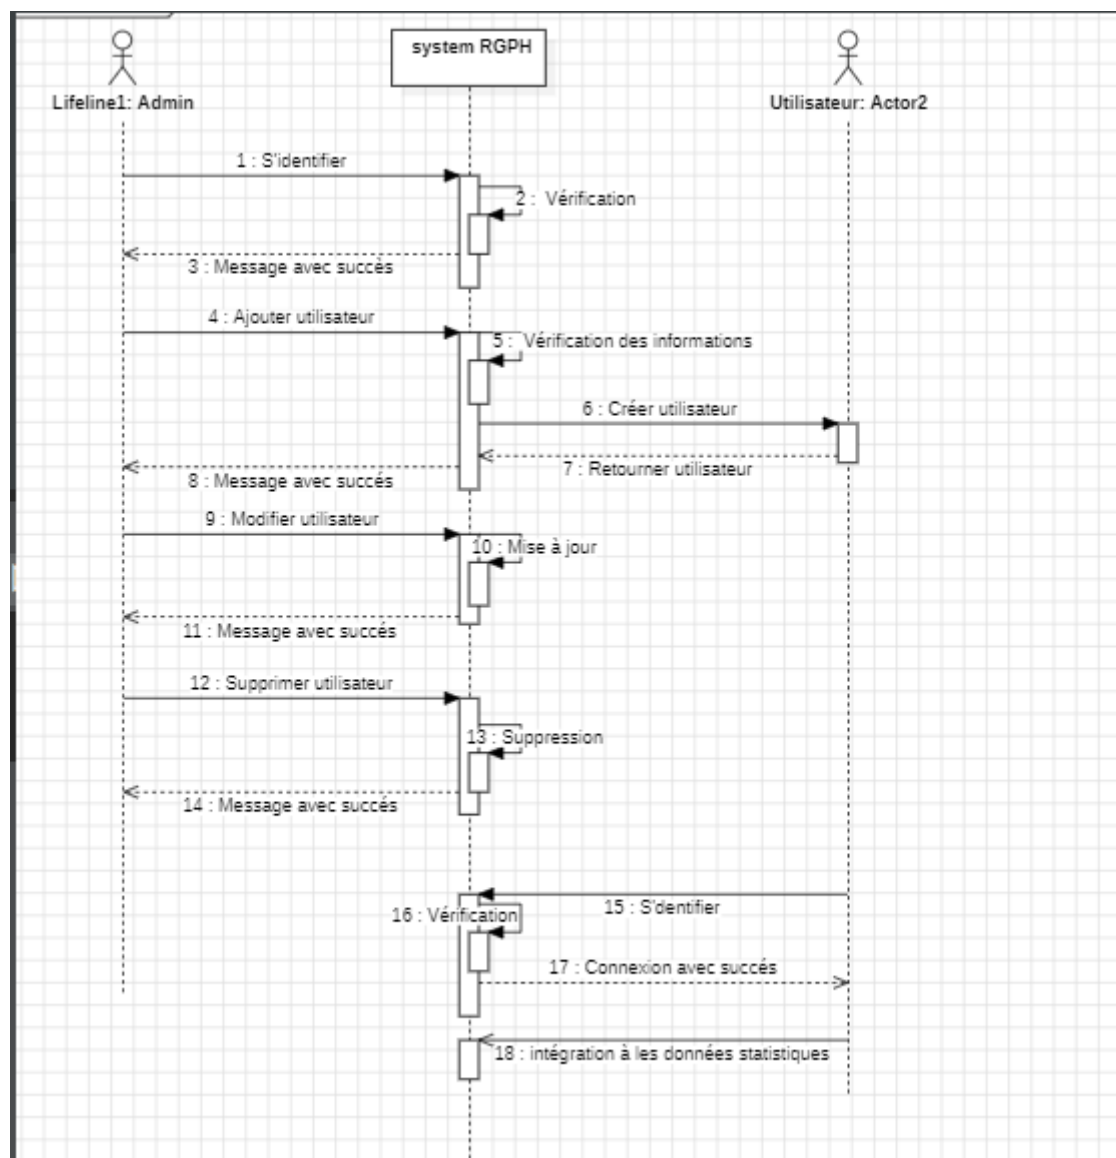 system RGPH
Lifeline1: Admin
Utilisateur: Actor2
1 : S'identifier
2 : Vérification
3 : Message avec succès
4 : Ajouter utilisateur
5 : Vérification des informations
6 : Créer utilisateur
7 : Retourner utilisateur
8 : Message avec succés
9 : Modifier utilisateur
10 : Mise à jour
11 : Message avec succés
12 : Supprimer utilisateur
13 : Suppression
14 : Message avec succés
15 : S'dentifier
16 : Vérification
17 : Connexion avec succés
18 : intégration à les données statistiques